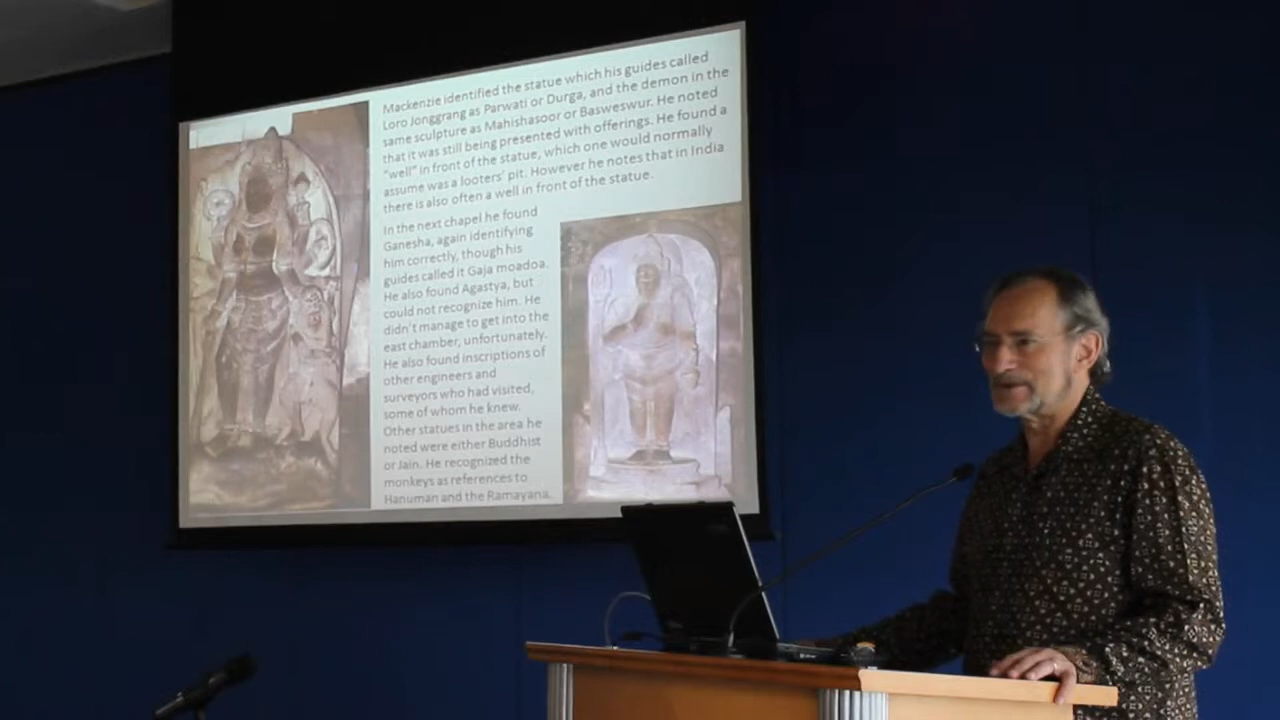 Mackenzie identified the statue which his guides called
Loro Jonggrang as Parwati or Durga, and the demon in the
same sculpture as Mahishasoor or Basweswur. He noted
that it was still being presented with offerings. He found a
"well" in front of the statue, which one would normally
assume was a looters' pit. However he notes that in India
there is also often a well in front of the statue.
In the next chapel he found
Ganesha, again identifying
him correctly, though his
guides called it Gaja moadoa.
He also found Agastya, but
could not recognize him. He
didn't manage to get into the
east chamber, unfortunately.
He also found inscriptions of
other engineers and
surveyors who had visited,
some of whom he knew.
Other statues in the area he
noted were either Buddhist
or Jain. He recognized the
monkeys as references to
Hanuman and the Ramayana.